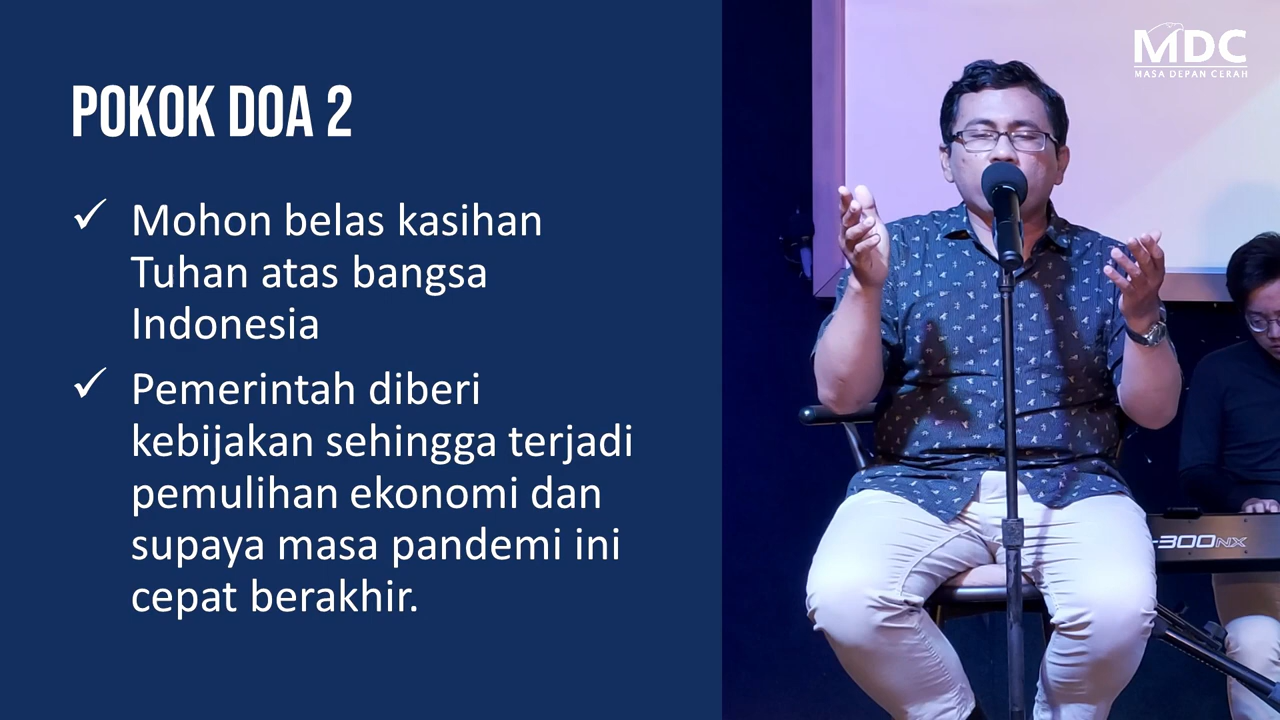 POKOK DOA 2
✓ Mohon belas kasihan
Tuhan atas bangsa
Indonesia
✓ Pemerintah diberi
kebijakan sehingga terjadi
pemulihan ekonomi dan
supaya masa pandemi ini
cepat berakhir.
MDC
MASA DEPAN CERAH
-300NX